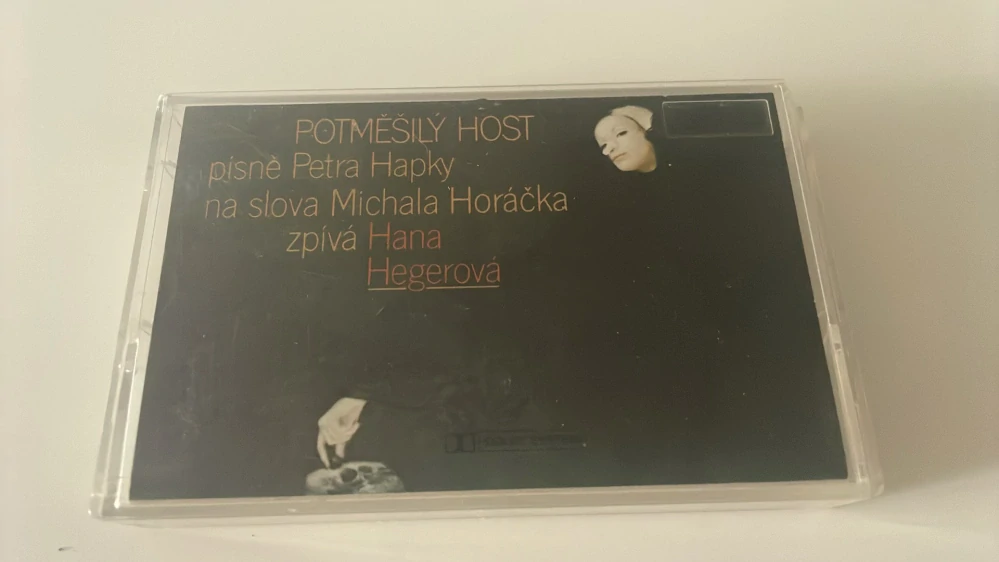 POTMĚŠILÝ HOST
písně Petra Hapky
na slova Michala Horáčka
zpívá Hana
Hegerová